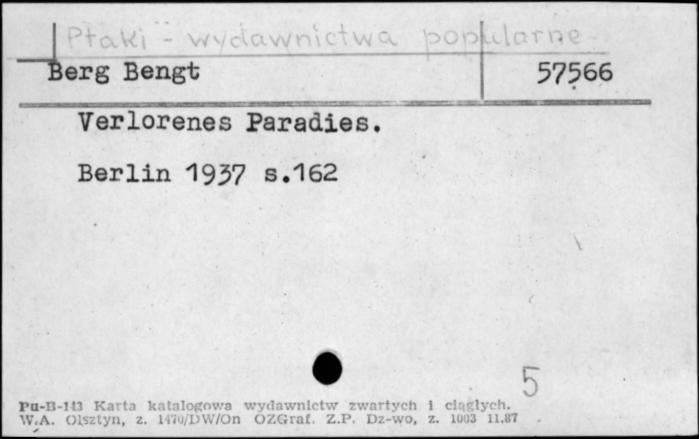 Ptaki - wydawnictwa popularne -
Berg Bengt 57566
Verlorenes Paradies.
Berlin 1937 s.162
5
Pu-B-143 Karta katalogowa wydawnictw zwartych i ciągłych.
W.A. Olsztyn, z. 1470/DW/On OZGraf. Z.P. Dz-wo, z. 1003 11.87